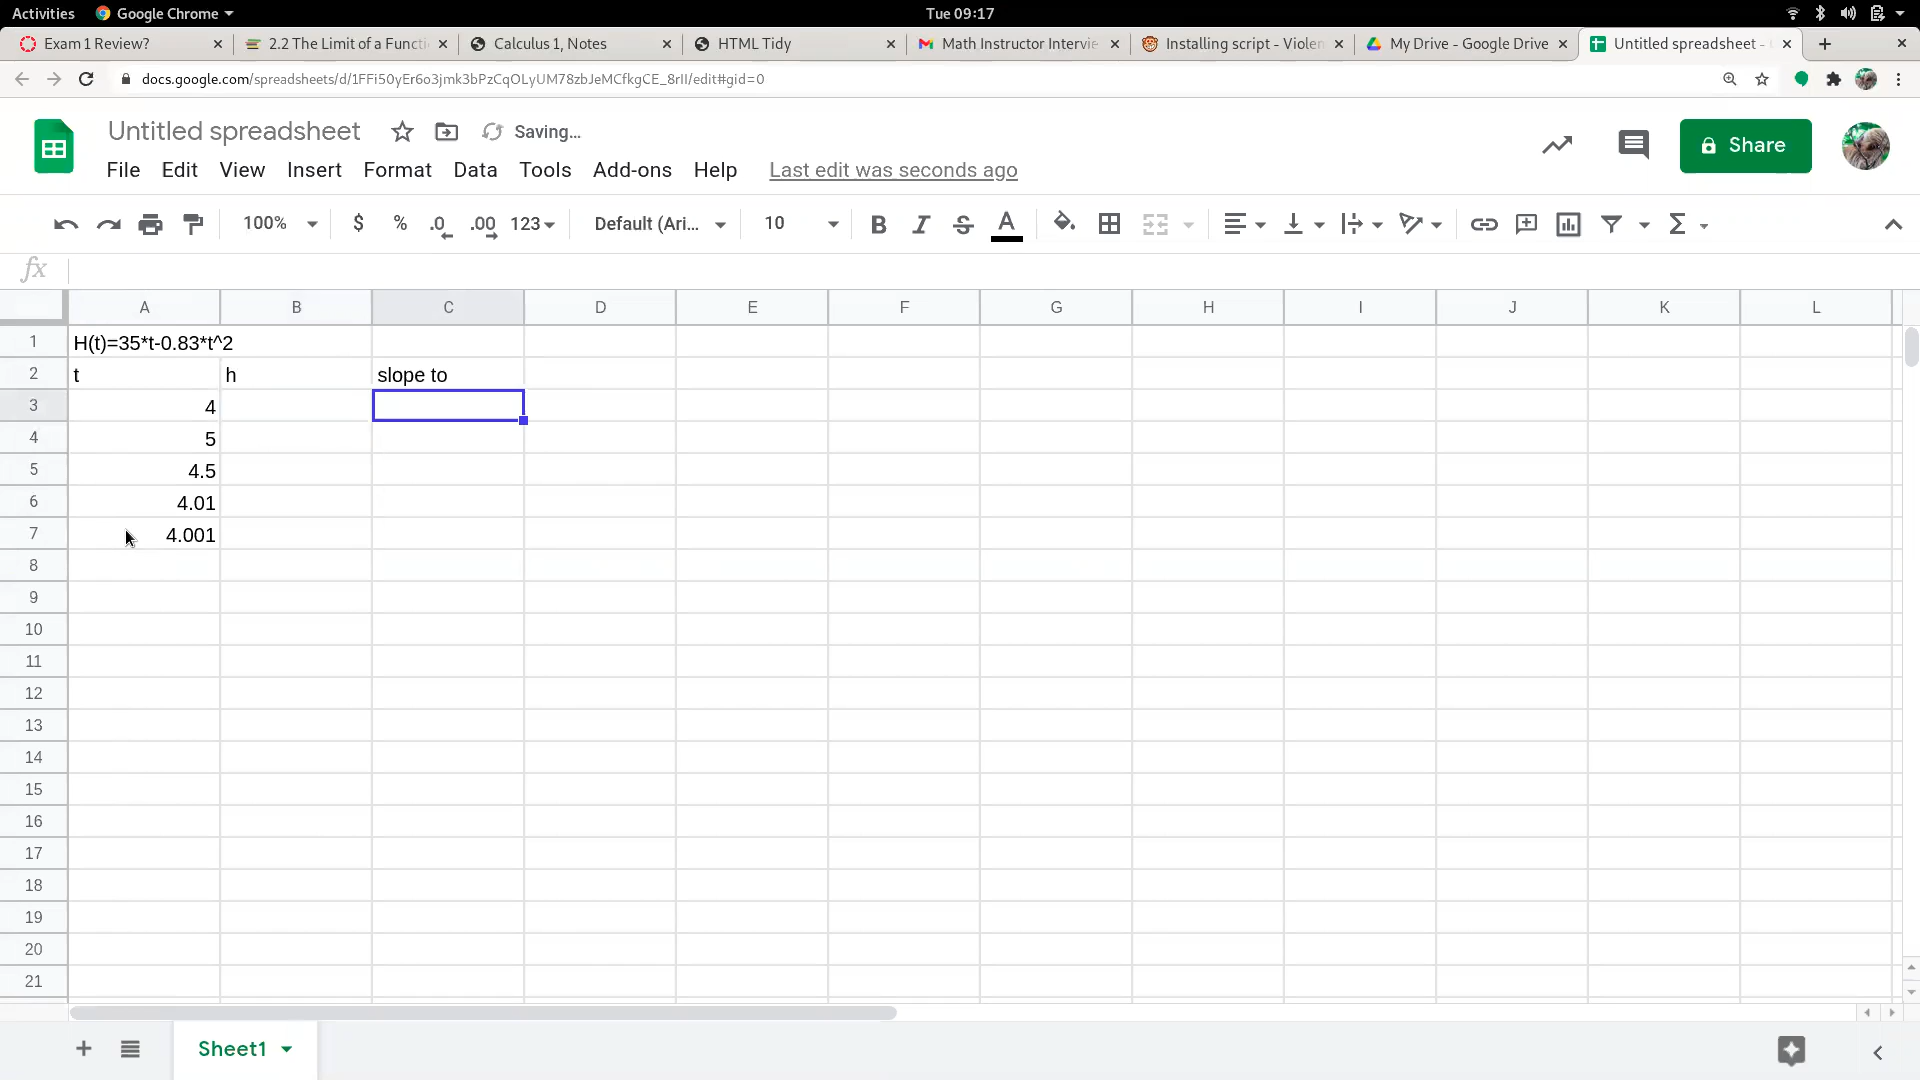 Activities Google Chrome Tue 09:17
Exam 1 Review? 2.2 The Limit of a Functi Calculus 1, Notes HTML Tidy Math Instructor Intervie Installing script - Violen My Drive - Google Drive Untitled spreadsheet -
docs.google.com/spreadsheets/d/1FFi50yEr6o3jmk3bPzCqOLyUM78zbJeMCfkgCE_8rII/edit#gid=0
Untitled spreadsheet Saving...
Share
File Edit View Insert Format Data Tools Add-ons Help Last edit was seconds ago
100% $ % .0 .00 123 Default (Ari... 10 B I S A Σ
fx
A B C D E F G H I J K L
1 H(t)=35*t-0.83*t^2
2 t h slope to
3 4
4 5
5 4.5
6 4.01
7 4.001
8
9
10
11
12
13
14
15
16
17
18
19
20
21
Sheet1